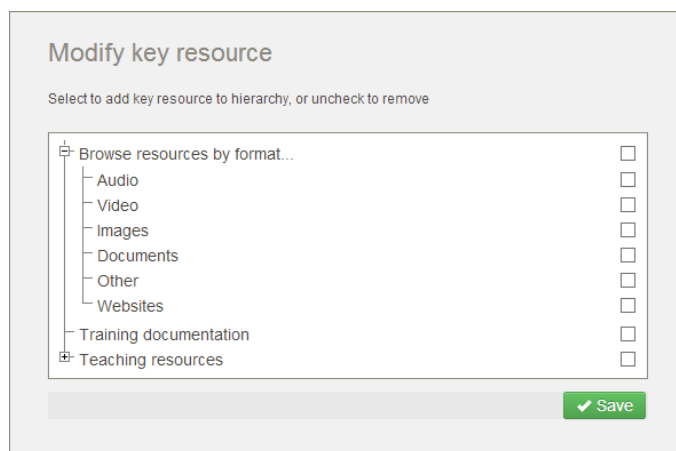 Modify key resource
Select to add key resource to hierarchy, or uncheck to remove
Browse resources by format...
Audio
Video
Images
Documents
Other
Websites
Training documentation
Teaching resources
Save